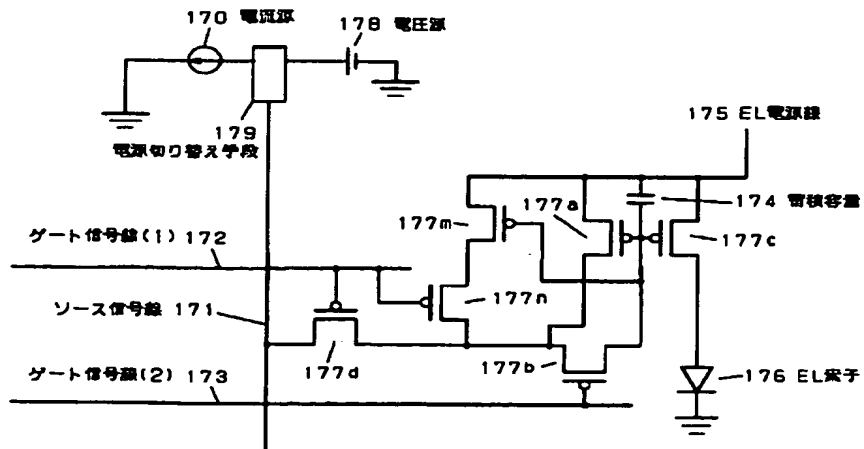 170 電流源
178 電圧源
179
電源切り替え手段
175 EL電源線
174 蓄積容量
177a
177m
177c
ゲート信号線(1) 172
177n
ソース信号線 171
177d
177b
ゲート信号線(2) 173
176 EL素子